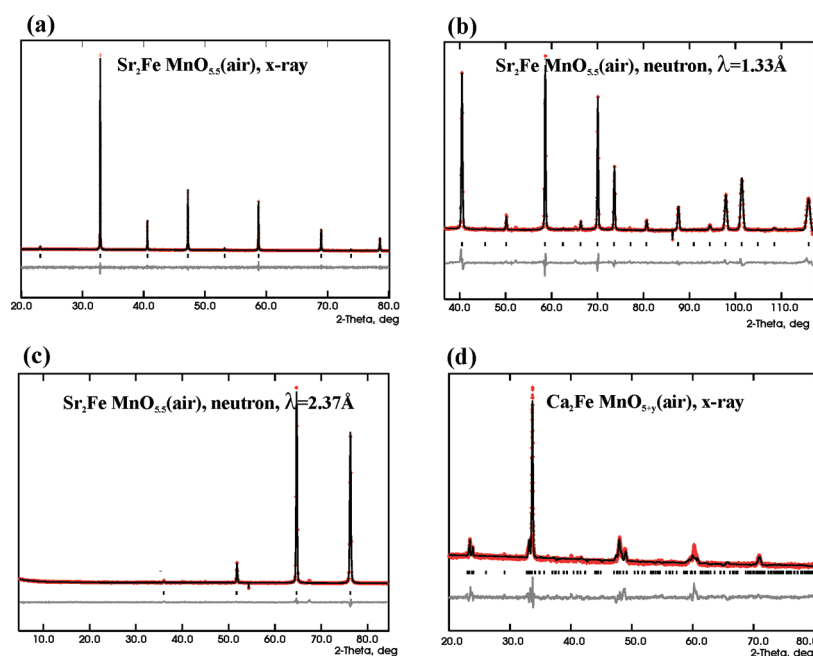 (a)
Sr₂Fe MnO₅.₅(air), x-ray
20.0 30.0 40.0 50.0 60.0 70.0 80.0
2-Theta, deg
(b)
Sr₂Fe MnO₅.₅(air), neutron, λ=1.33Å
40.0 50.0 60.0 70.0 80.0 90.0 100.0 110.0
2-Theta, deg
(c)
Sr₂Fe MnO₅.₅(air), neutron, λ=2.37Å
10.0 20.0 30.0 40.0 50.0 60.0 70.0 80.0
2-Theta, deg
(d)
Ca₂Fe MnO₅₊y(air), x-ray
20.0 30.0 40.0 50.0 60.0 70.0 80.0
2-Theta, deg